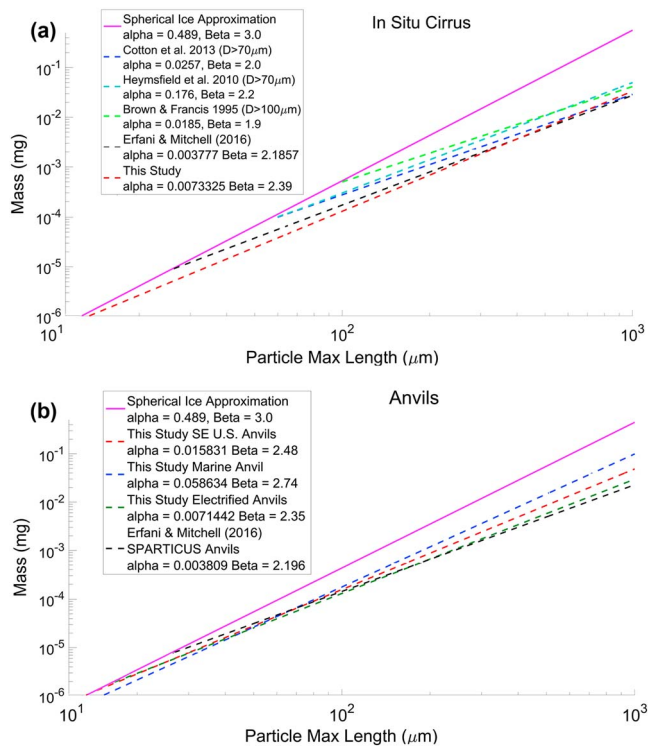 (a)
In Situ Cirrus
Spherical Ice Approximation
alpha = 0.489, Beta = 3.0
Cotton et al. 2013 (D>70μm)
alpha = 0.0257, Beta = 2.0
Heymsfield et al. 2010 (D>70μm)
alpha = 0.176, Beta = 2.2
Brown & Francis 1995 (D>100μm)
alpha = 0.0185, Beta = 1.9
Erfani & Mitchell (2016)
alpha = 0.003777 Beta = 2.1857
This Study
alpha = 0.0073325 Beta = 2.39
Mass (mg)
10^-1
10^-2
10^-3
10^-4
10^-5
10^-6
10^1
10^2
10^3
Particle Max Length (μm)
(b)
Anvils
Spherical Ice Approximation
alpha = 0.489, Beta = 3.0
This Study SE U.S. Anvils
alpha = 0.015831 Beta = 2.48
This Study Marine Anvil
alpha = 0.058634 Beta = 2.74
This Study Electrified Anvils
alpha = 0.0071442 Beta = 2.35
Erfani & Mitchell (2016)
SPARTICUS Anvils
alpha = 0.003809 Beta = 2.196
Mass (mg)
10^-1
10^-2
10^-3
10^-4
10^-5
10^-6
10^1
10^2
10^3
Particle Max Length (μm)